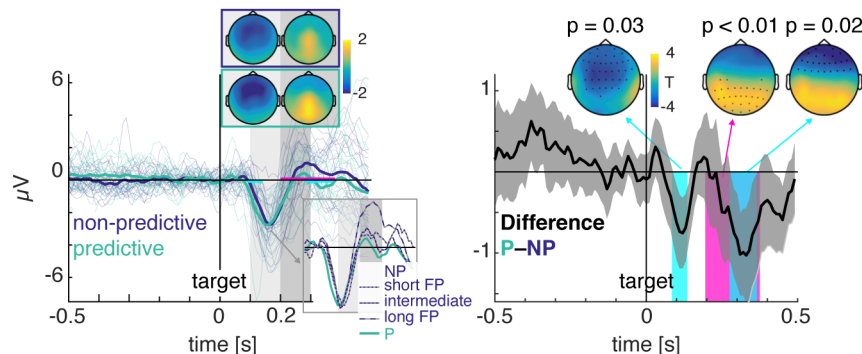 2
-2
6
0
-6
µV
non-predictive
predictive
target
-0.5
0
0.2
time [s]
NP
short FP
intermediate
long FP
P
p = 0.03
p < 0.01
p = 0.02
4
T
-4
1
-1
Difference
P–NP
target
-0.5
0
0.5
time [s]